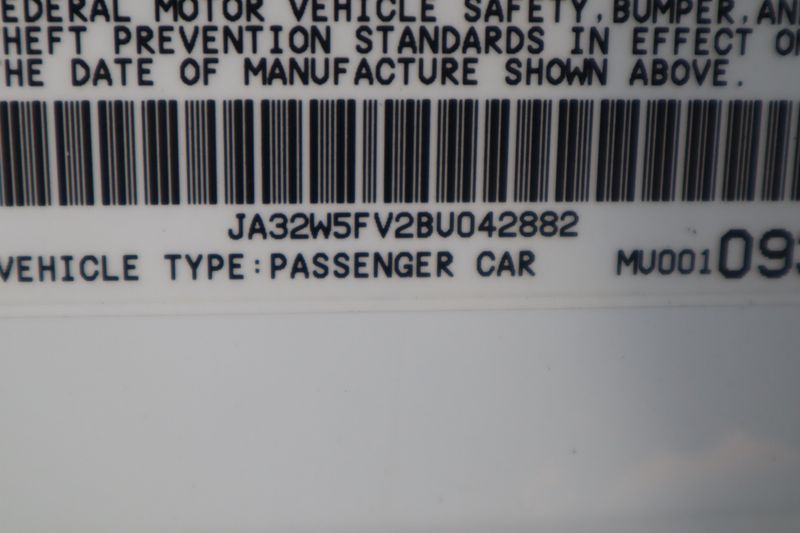 EDERAL MOTOR VEHICLE SAFETY, BUMPER, AN
HEFT PREVENTION STANDARDS IN EFFECT O
HE DATE OF MANUFACTURE SHOWN ABOVE.
JA32W5FV2BU042882
VEHICLE TYPE:PASSENGER CAR MU001 093